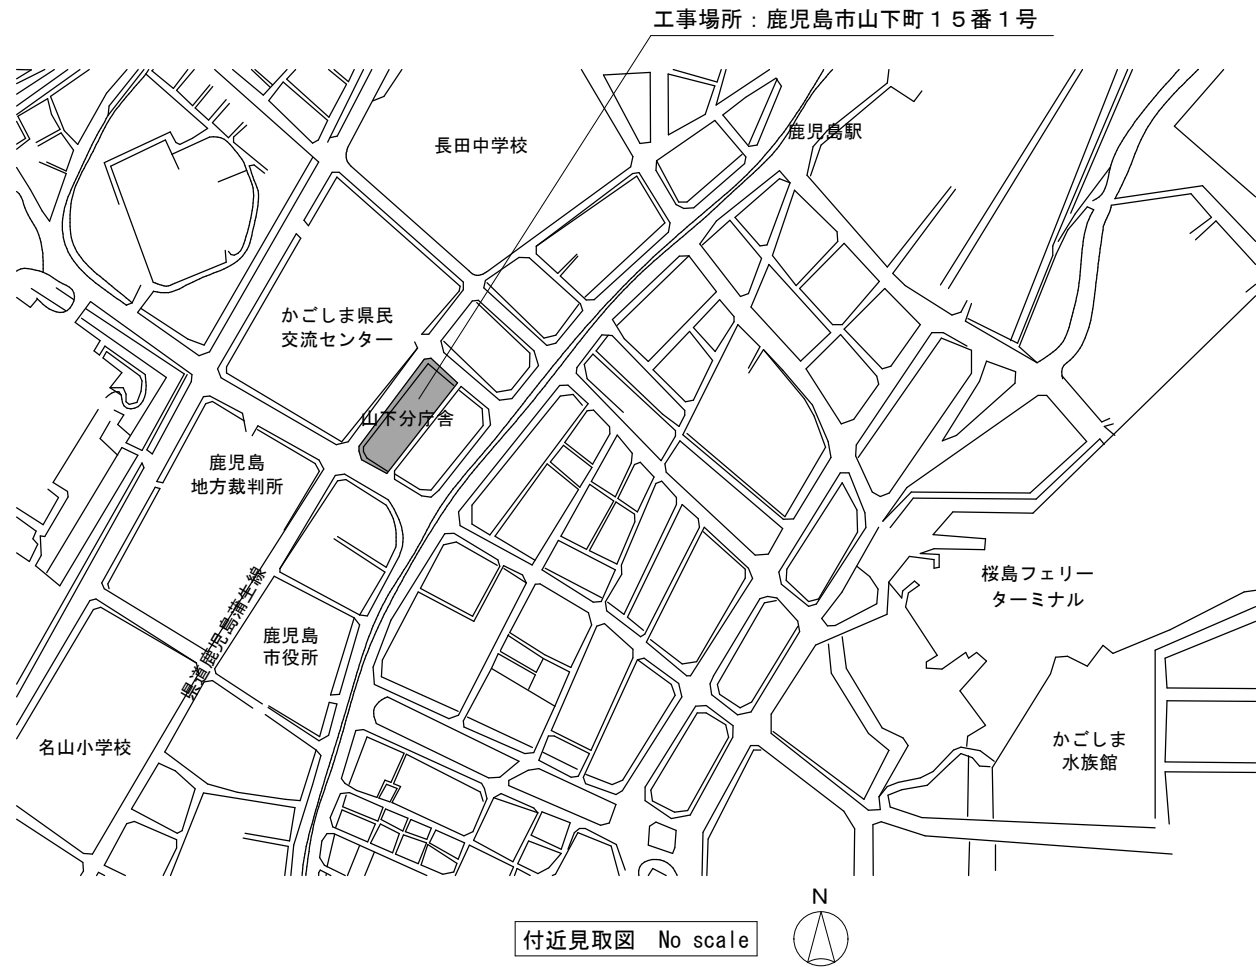 工事場所：鹿児島市山下町１５番１号
鹿児島駅
長田中学校
かごしま県民
交流センター
山下分庁舎
鹿児島
地方裁判所
県道鹿児島蒲生線
桜島フェリー
ターミナル
鹿児島
市役所
名山小学校
かごしま
水族館
N
付近見取図　No scale